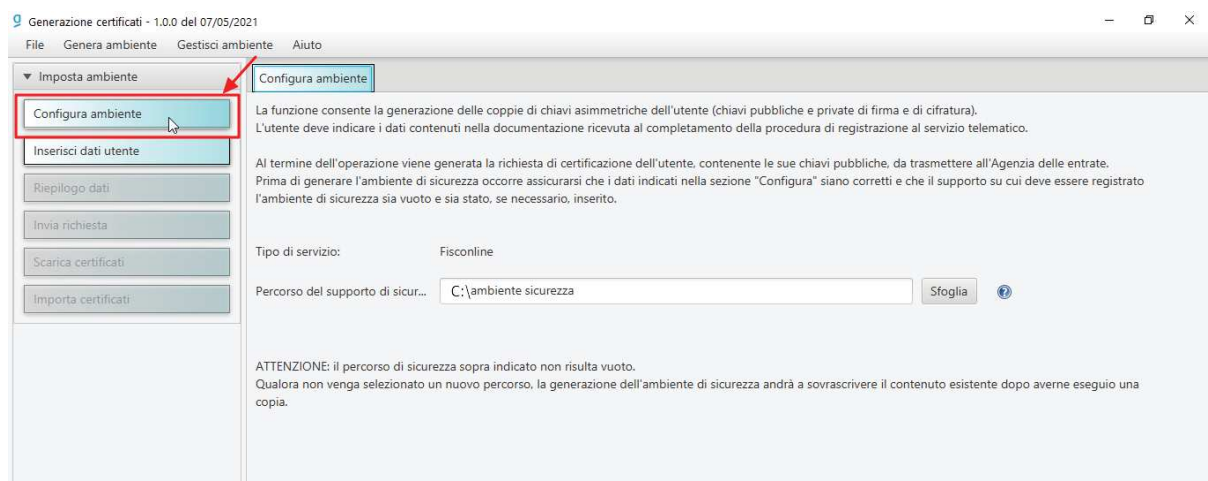 Generazione certificati - 1.0.0 del 07/05/2021
File Genera ambiente Gestisci ambiente Aiuto
Imposta ambiente
Configura ambiente
Inserisci dati utente
Riepilogo dati
Invia richiesta
Scarica certificati
Importa certificati
Configura ambiente
La funzione consente la generazione delle coppie di chiavi asimmetriche dell'utente (chiavi pubbliche e private di firma e di cifratura).
L'utente deve indicare i dati contenuti nella documentazione ricevuta al completamento della procedura di registrazione al servizio telematico.
Al termine dell'operazione viene generata la richiesta di certificazione dell'utente, contenente le sue chiavi pubbliche, da trasmettere all'Agenzia delle entrate.
Prima di generare l'ambiente di sicurezza occorre assicurarsi che i dati indicati nella sezione "Configura" siano corretti e che il supporto su cui deve essere registrato
l'ambiente di sicurezza sia vuoto e sia stato, se necessario, inserito.
Tipo di servizio: Fisconline
Percorso del supporto di sicur... C:\ambiente sicurezza Sfoglia
ATTENZIONE: il percorso di sicurezza sopra indicato non risulta vuoto.
Qualora non venga selezionato un nuovo percorso, la generazione dell'ambiente di sicurezza andrà a sovrascrivere il contenuto esistente dopo averne eseguio una
copia.